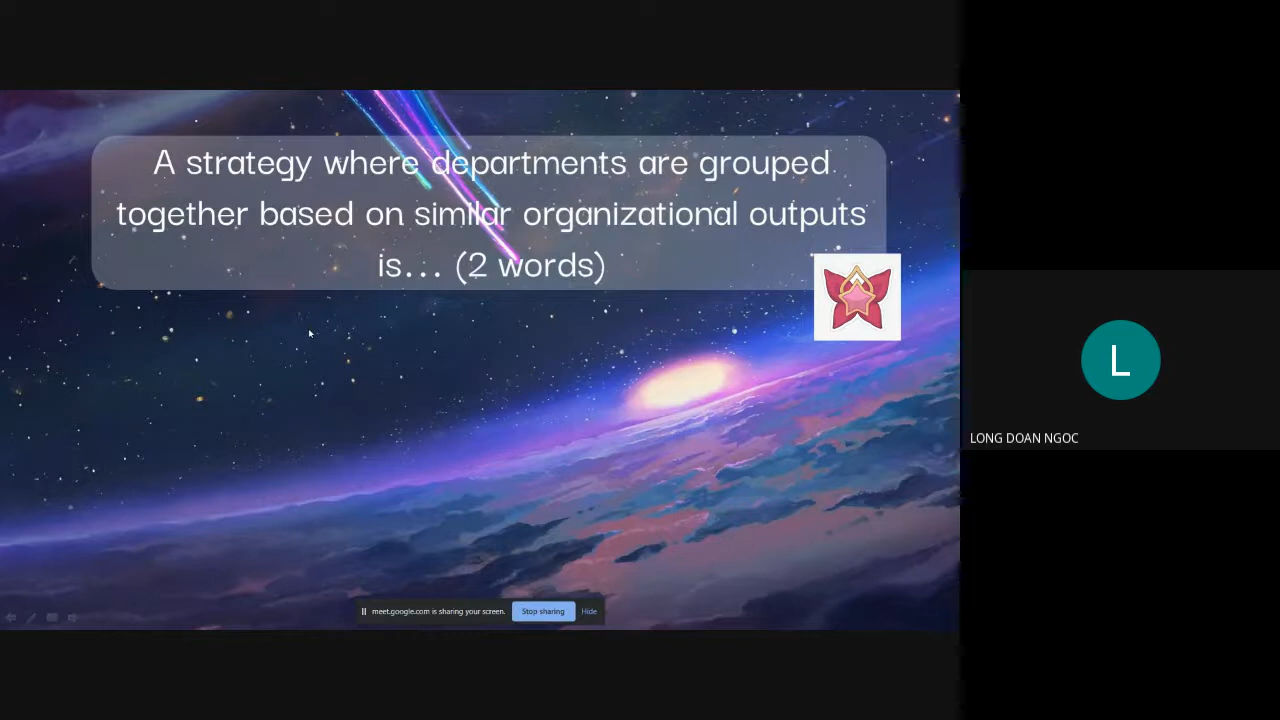 A strategy where departments are grouped
together based on similar organizational outputs
is... (2 words)
L
LONG DOAN NGOC
meet.google.com is sharing your screen.
Stop sharing
Hide